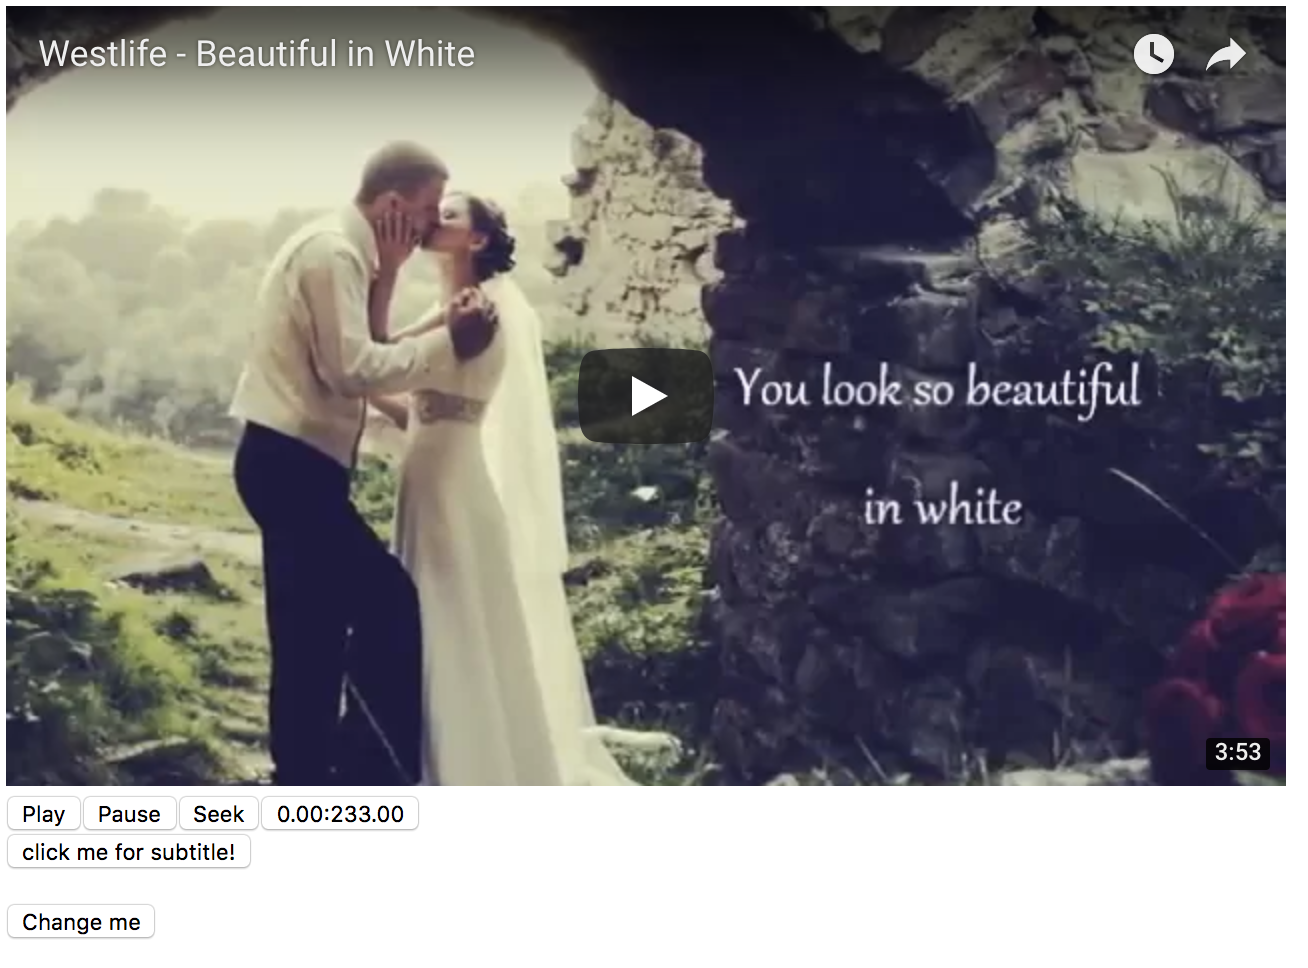 Westlife - Beautiful in White
You look so beautiful
in white
3:53
Play Pause Seek 0.00:233.00
click me for subtitle!
Change me